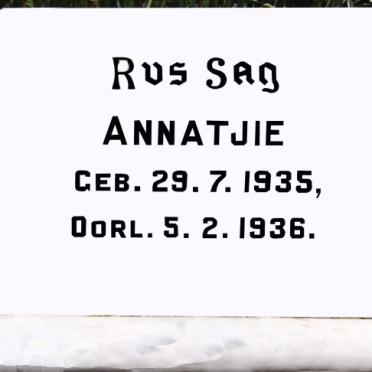 Rus Sag
ANNATJIE
GEB. 29. 7. 1935,
OORL. 5. 2. 1936.